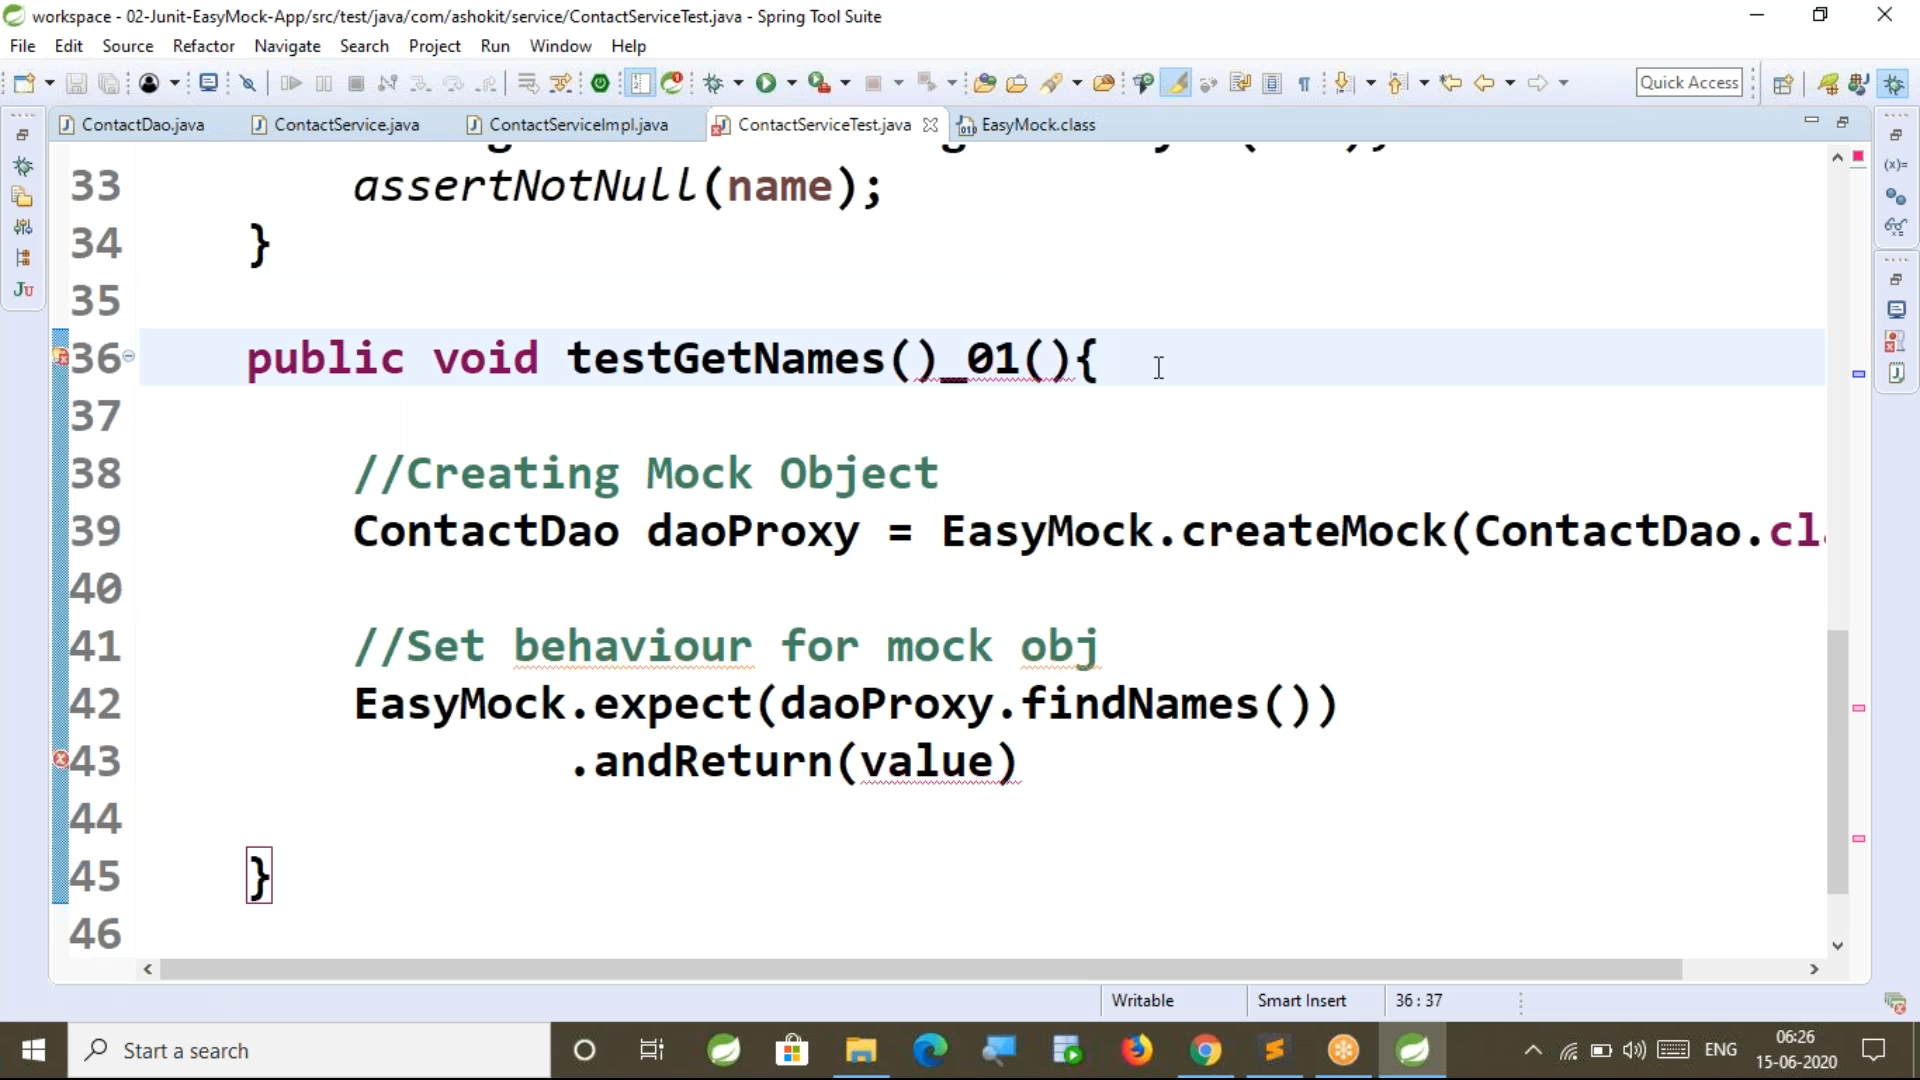 workspace - 02-Junit-EasyMock-App/src/test/java/com/ashokit/service/ContactServiceTest.java - Spring Tool Suite
File Edit Source Refactor Navigate Search Project Run Window Help
Quick Access
ContactDao.java ContactService.java ContactServiceImpl.java ContactServiceTest.java EasyMock.class
33 assertNotNull(name);
34 }
35
36 public void testGetNames()_01(){
37
38 //Creating Mock Object
39 ContactDao daoProxy = EasyMock.createMock(ContactDao.cl
40
41 //Set behaviour for mock obj
42 EasyMock.expect(daoProxy.findNames())
43 .andReturn(value)
44
45 }
46
Writable Smart Insert 36 : 37
Start a search
ENG
06:26
15-06-2020